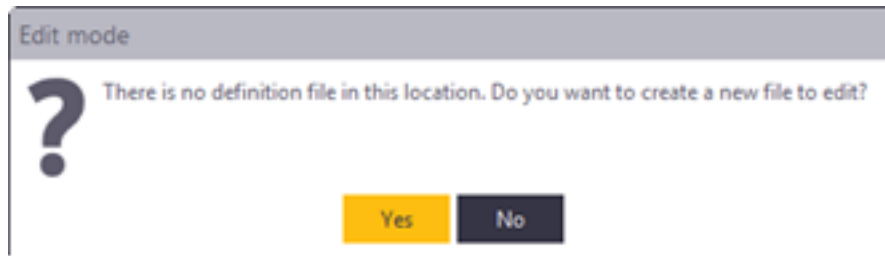 Edit mode
There is no definition file in this location. Do you want to create a new file to edit?
Yes No